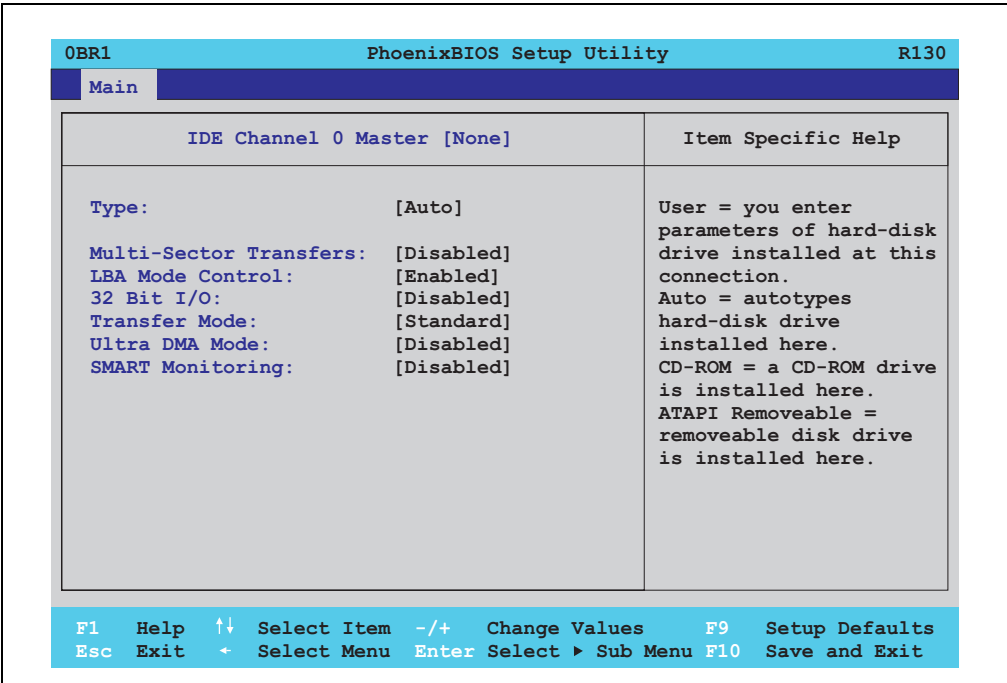 0BR1 PhoenixBIOS Setup Utility R130
Main
IDE Channel 0 Master [None]
Type: [Auto]
Multi-Sector Transfers: [Disabled]
LBA Mode Control: [Enabled]
32 Bit I/O: [Disabled]
Transfer Mode: [Standard]
Ultra DMA Mode: [Disabled]
SMART Monitoring: [Disabled]
Item Specific Help
User = you enter
parameters of hard-disk
drive installed at this
connection.
Auto = autotypes
hard-disk drive
installed here.
CD-ROM = a CD-ROM drive
is installed here.
ATAPI Removeable =
removeable disk drive
is installed here.
F1 Help ↑↓ Select Item -/+ Change Values F9 Setup Defaults
Esc Exit ← Select Menu Enter Select ▶ Sub Menu F10 Save and Exit